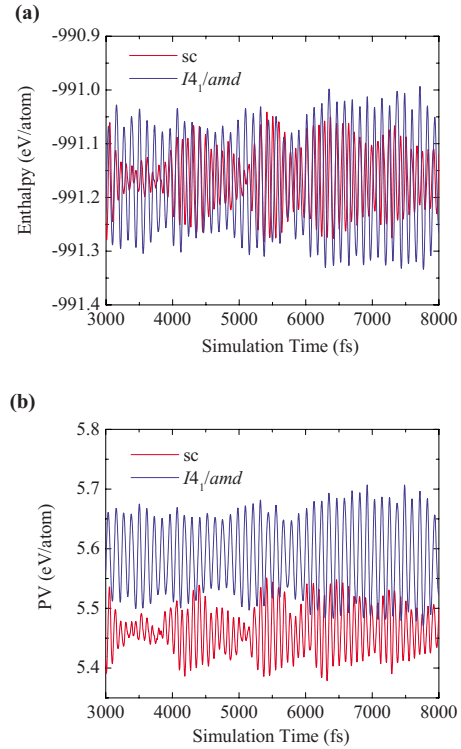 (a)
-990.9
-991.0
-991.1
-991.2
-991.3
-991.4
Enthalpy (eV/atom)
sc
I4₁/amd
3000 4000 5000 6000 7000 8000
Simulation Time (fs)
(b)
5.8
5.7
5.6
5.5
5.4
PV (eV/atom)
sc
I4₁/amd
3000 4000 5000 6000 7000 8000
Simulation Time (fs)